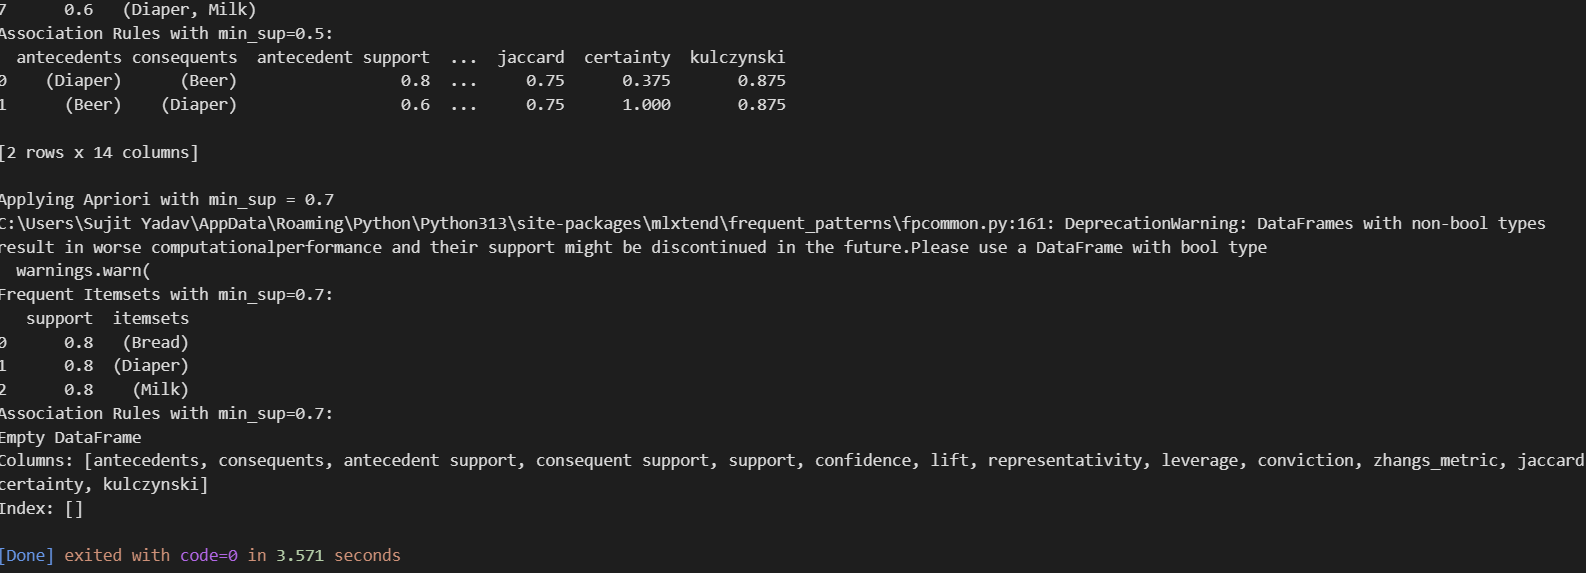 7      0.6   (Diaper, Milk)
Association Rules with min_sup=0.5:
  antecedents consequents  antecedent support  ...  jaccard  certainty  kulczynski
0    (Diaper)      (Beer)                 0.8  ...     0.75      0.375       0.875
1      (Beer)    (Diaper)                 0.6  ...     0.75      1.000       0.875
[2 rows x 14 columns]
Applying Apriori with min_sup = 0.7
C:\Users\Sujit Yadav\AppData\Roaming\Python\Python313\site-packages\mlxtend\frequent_patterns\fpcommon.py:161: DeprecationWarning: DataFrames with non-bool types
result in worse computationalperformance and their support might be discontinued in the future.Please use a DataFrame with bool type
  warnings.warn(
Frequent Itemsets with min_sup=0.7:
   support  itemsets
0      0.8   (Bread)
1      0.8  (Diaper)
2      0.8    (Milk)
Association Rules with min_sup=0.7:
Empty DataFrame
Columns: [antecedents, consequents, antecedent support, consequent support, support, confidence, lift, representativity, leverage, conviction, zhangs_metric, jaccard
certainty, kulczynski]
Index: []
[Done] exited with code=0 in 3.571 seconds